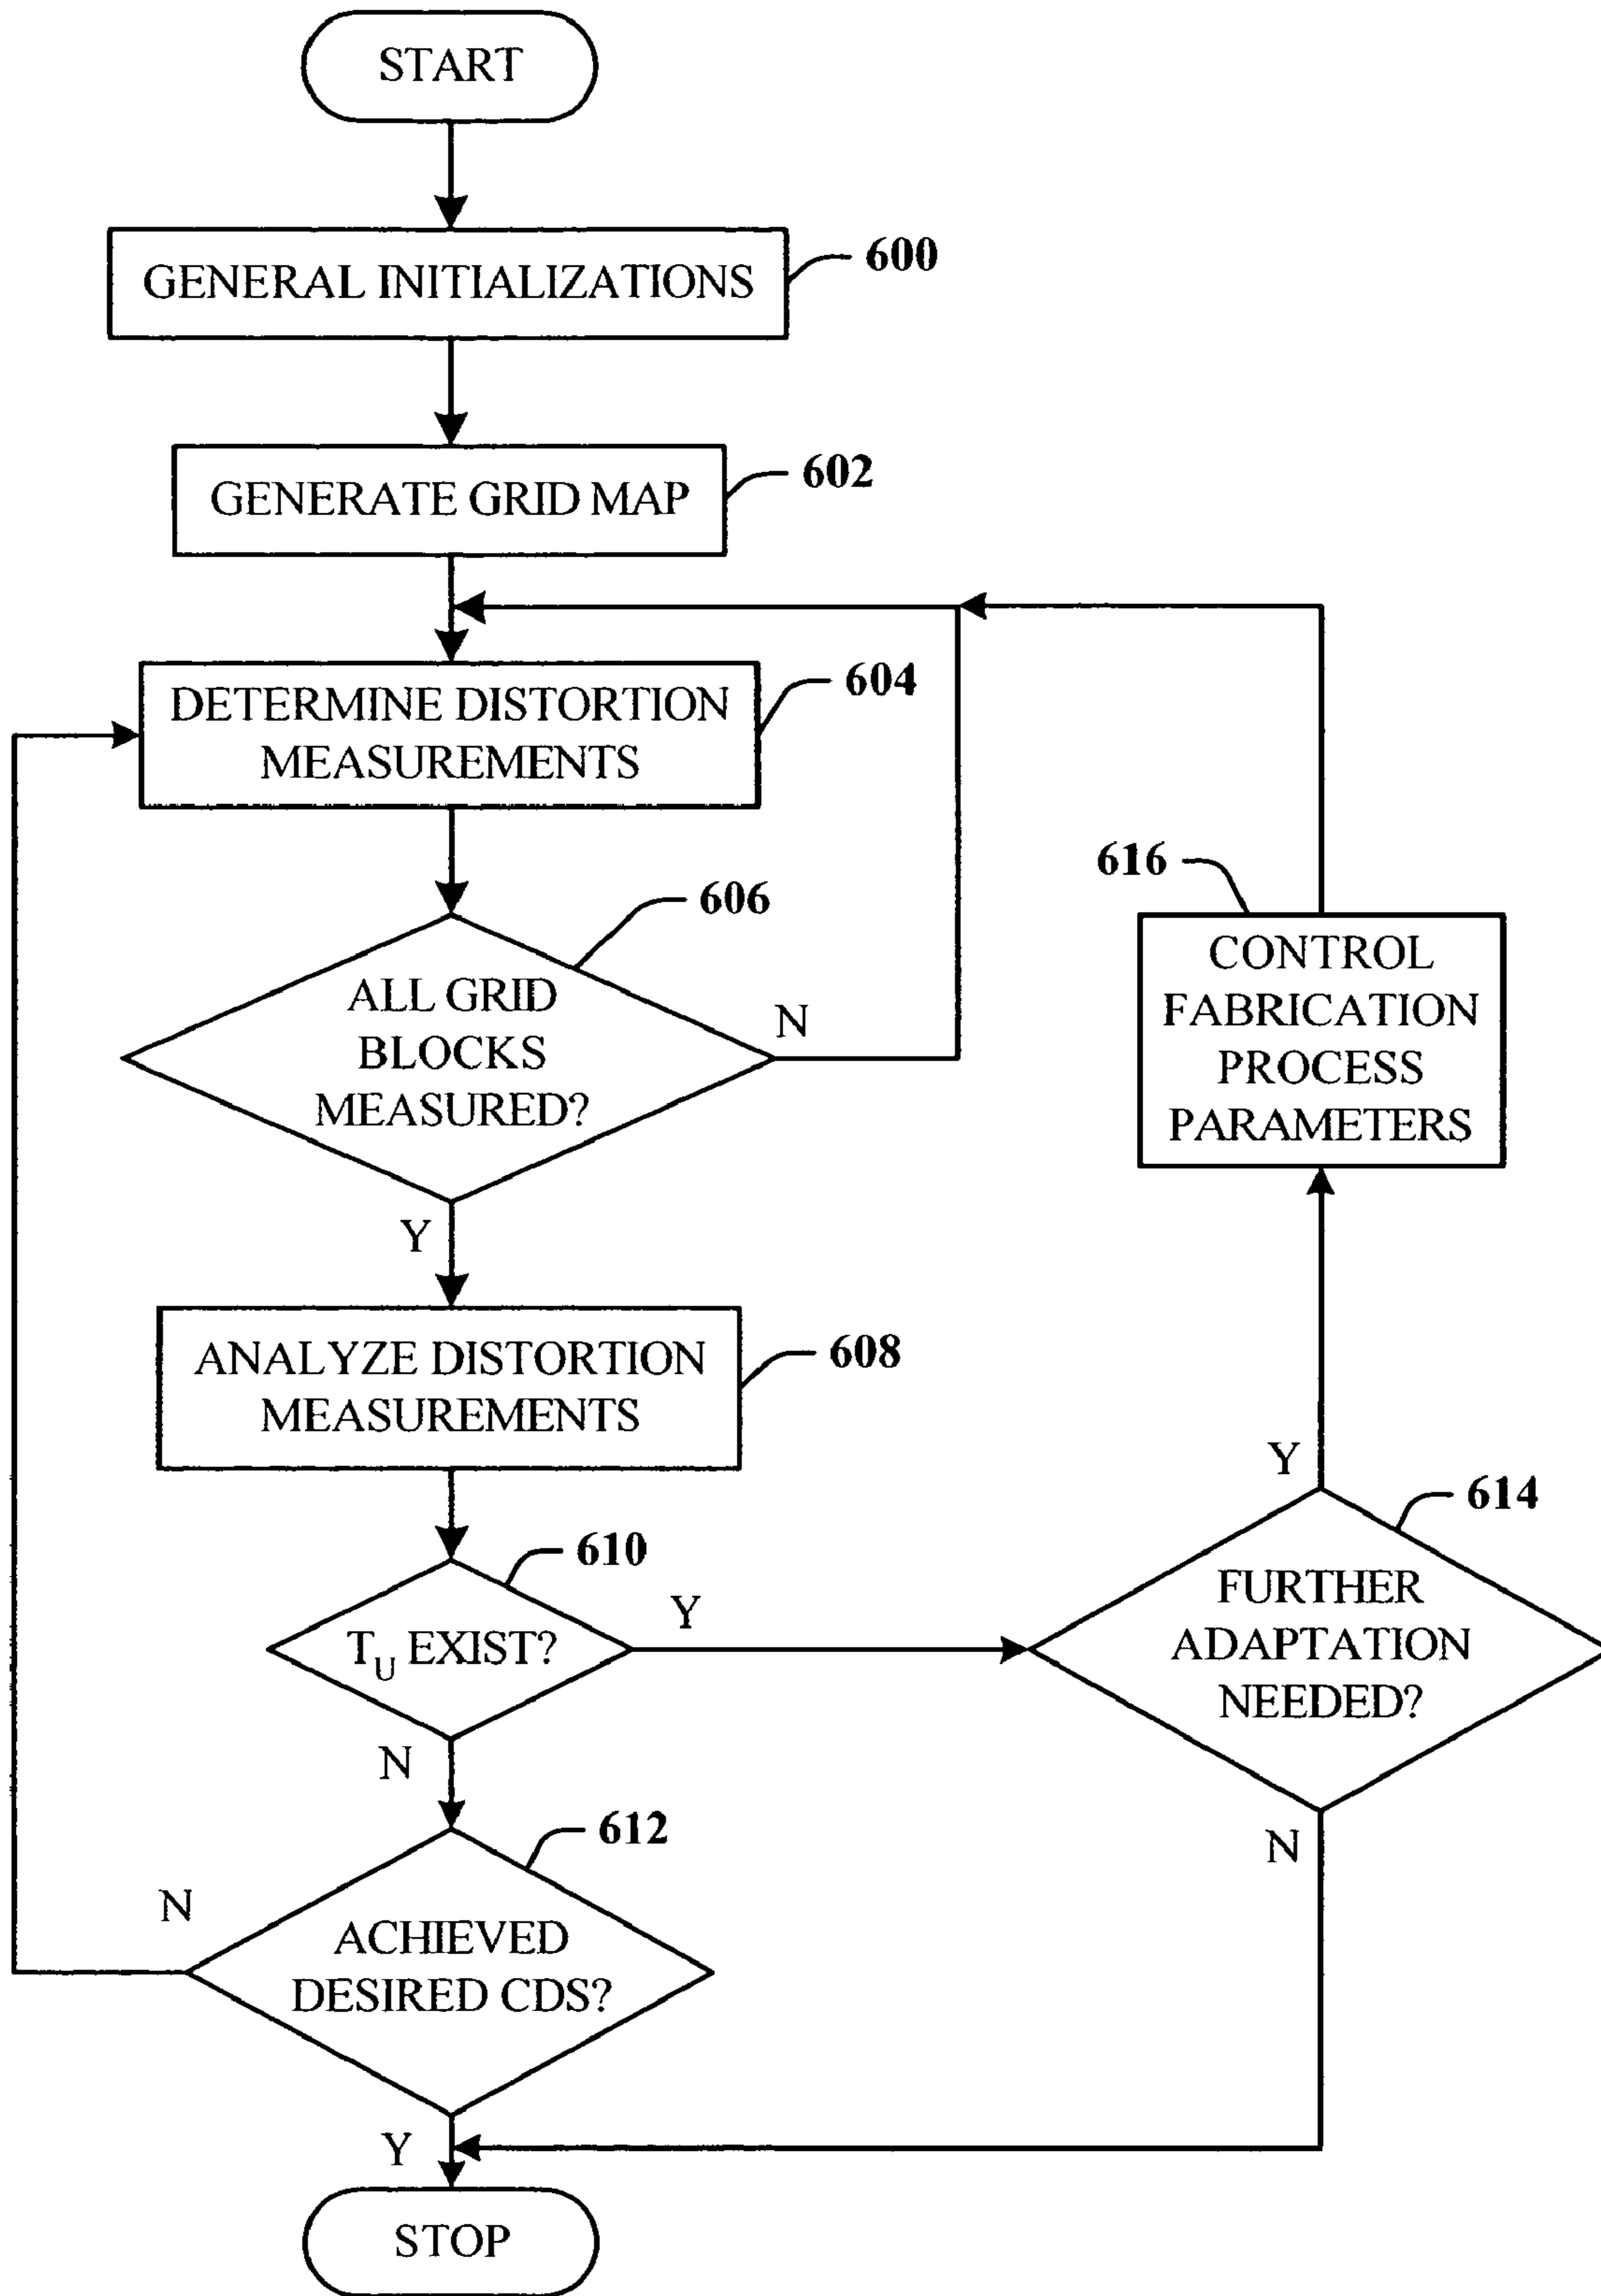 START
GENERAL INITIALIZATIONS
600
GENERATE GRID MAP
602
DETERMINE DISTORTION
MEASUREMENTS
604
ALL GRID
BLOCKS
MEASURED?
606
N
Y
ANALYZE DISTORTION
MEASUREMENTS
608
TU EXIST?
610
Y
N
ACHIEVED
DESIRED CDS?
612
N
Y
FURTHER
ADAPTATION
NEEDED?
614
Y
N
CONTROL
FABRICATION
PROCESS
PARAMETERS
616
STOP